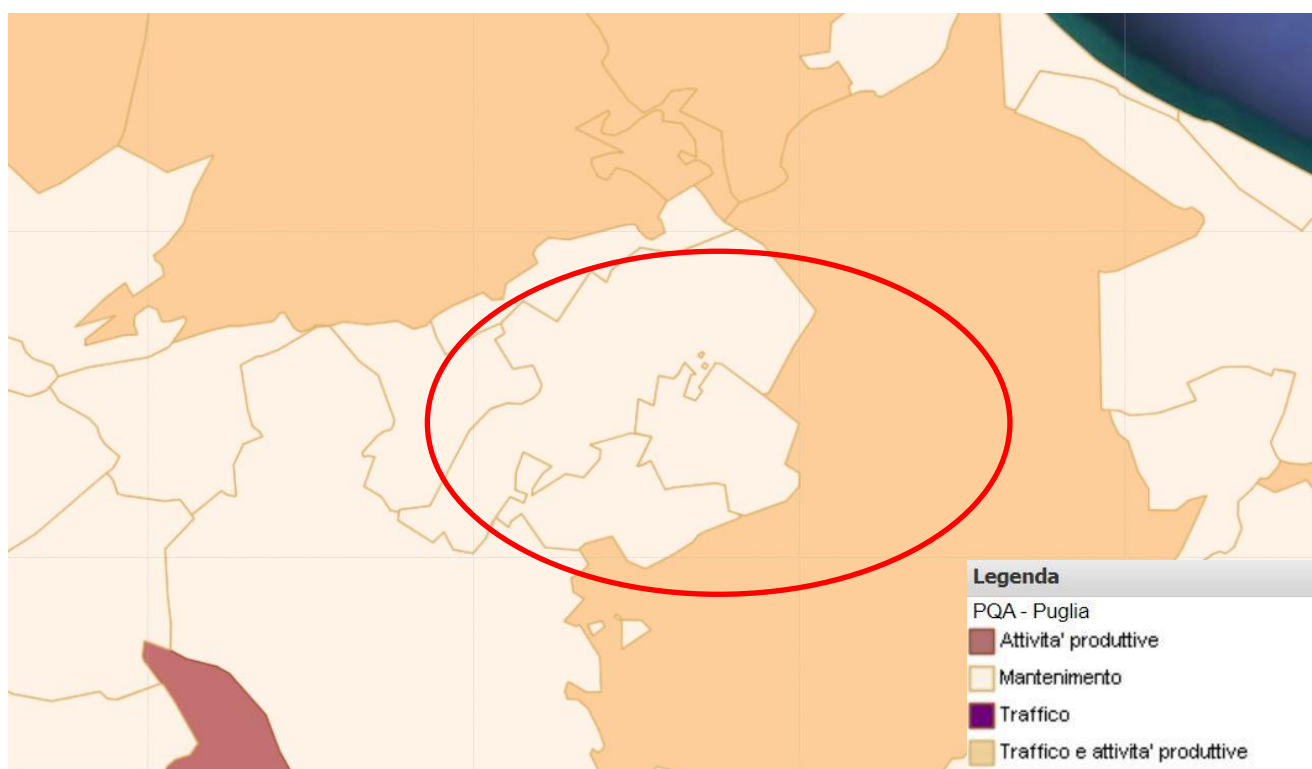 Legenda
PQA - Puglia
Attivita' produttive
Mantenimento
Traffico
Traffico e attivita' produttive